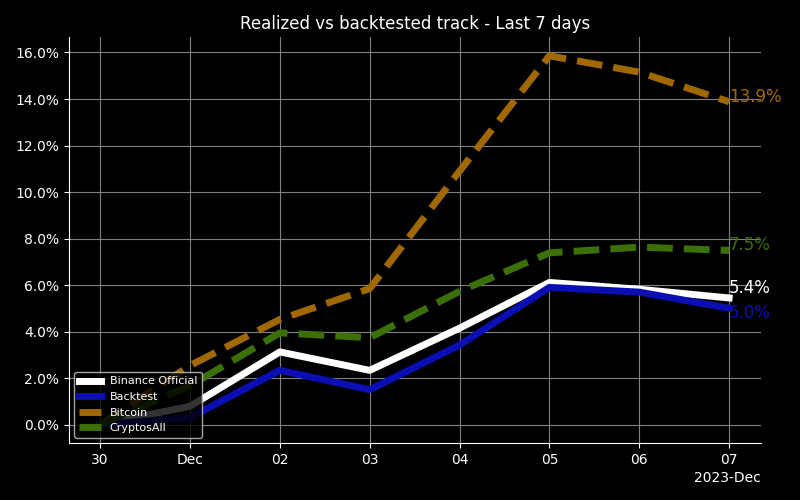 Realized vs backtested track - Last 7 days
16.0%
14.0%
12.0%
10.0%
8.0%
6.0%
4.0%
2.0%
0.0%
13.9%
7.5%
5.4%
5.0%
Binance Official
Backtest
Bitcoin
CryptosAll
30 Dec 02 03 04 05 06 07
2023-Dec